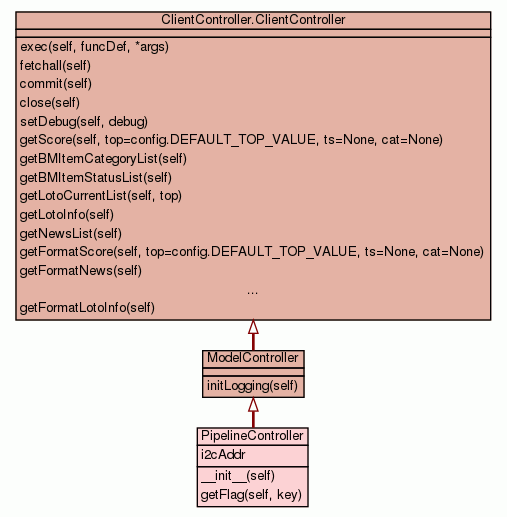 ClientController.ClientController
exec(self, funcDef, *args)
fetchall(self)
commit(self)
close(self)
setDebug(self, debug)
getScore(self, top=config.DEFAULT_TOP_VALUE, ts=None, cat=None)
getBMItemCategoryList(self)
getBMItemStatusList(self)
getLotoCurrentList(self, top)
getLotoInfo(self)
getNewsList(self)
getFormatScore(self, top=config.DEFAULT_TOP_VALUE, ts=None, cat=None)
getFormatNews(self)
...
getFormatLotoInfo(self)
ModelController
initLogging(self)
PipelineController
i2cAddr
__init__(self)
getFlag(self, key)